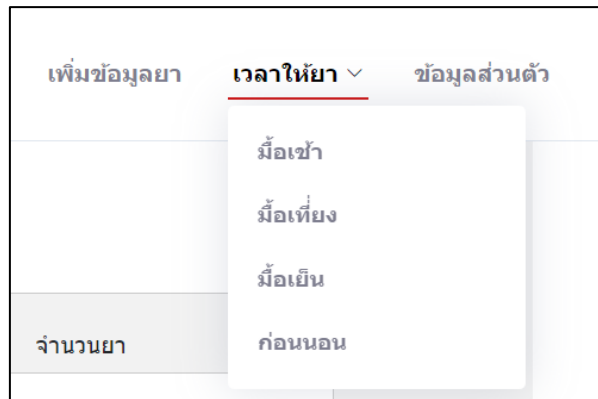 เพิ่มข้อมูลยา เวลาให้ยา ข้อมูลส่วนตัว
มื้อเช้า
มื้อเที่ยง
มื้อเย็น
ก่อนนอน
จำนวนยา